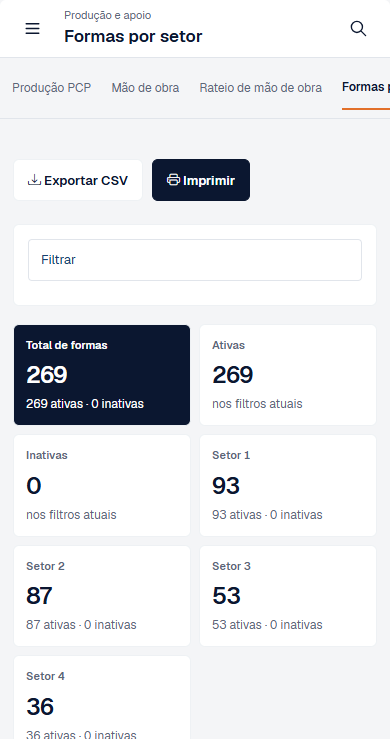 Produção e apoio
Formas por setor
Produção PCP
Mão de obra
Rateio de mão de obra
Formas
Exportar CSV
Imprimir
Filtrar
Total de formas
269
269 ativas · 0 inativas
Ativas
269
nos filtros atuais
Inativas
0
nos filtros atuais
Setor 1
93
93 ativas · 0 inativas
Setor 2
87
87 ativas · 0 inativas
Setor 3
53
53 ativas · 0 inativas
Setor 4
36
36 ativas · 0 inativas